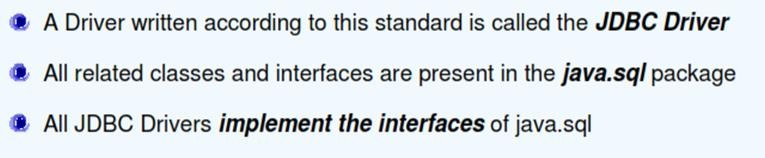 A Driver written according to this standard is called the JDBC Driver
All related classes and interfaces are present in the java.sql package
All JDBC Drivers implement the interfaces of java.sql